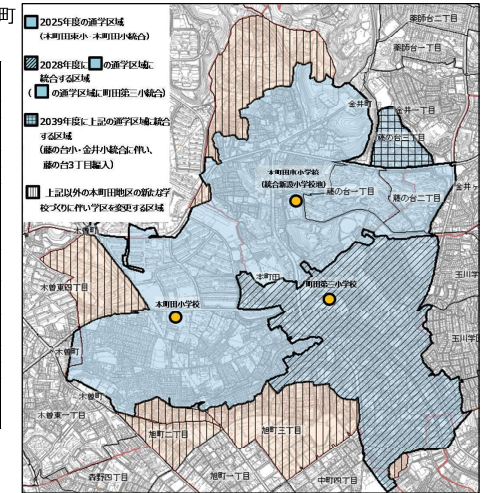 町
2025年度の通学区域
(本町田東小・本町田小統合)
2028年度に の通学区域に
統合する区域
( の通学区域に町田第三小統合)
2039年度に上記の通学区域に統合
する区域
(藤の台小・金井小統合に伴い、
藤の台3丁目編入)
上記以外の本町田地区の新たな学
校づくりに伴い学区を変更する区域
薬師台二丁目
薬師台一丁目
金井町
金井一丁目
藤の台三丁目
本町田東小学校
(統合新設小学校地)
藤の台一丁目
藤の台二丁目
金井ヶ
木曽町
本町田
町田第三小学校
玉川学
木曽東四丁目
本町田小学校
玉川学
木曽町
木曽町
木曽東一丁目
旭町二丁目
旭町三丁目
森野四丁目
旭町一丁目
中町四丁目